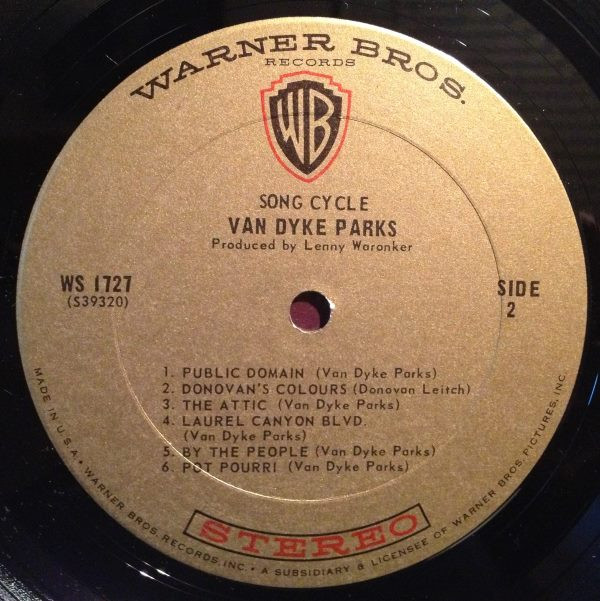 WARNER BROS.
RECORDS
WB
SONG CYCLE
VAN DYKE PARKS
Produced by Lenny Waronker
WS 1727
(S39320)
SIDE
2
1. PUBLIC DOMAIN (Van Dyke Parks)
2. DONOVAN'S COLOURS (Donovan Leitch)
3. THE ATTIC (Van Dyke Parks)
4. LAUREL CANYON BLVD.
(Van Dyke Parks)
5. BY THE PEOPLE (Van Dyke Parks)
6. POT POURRI (Van Dyke Parks)
STEREO
MADE IN U.S.A. • WARNER BROS. RECORDS, INC. • A SUBSIDIARY & LICENSEE OF WARNER BROS. PICTURES, INC.